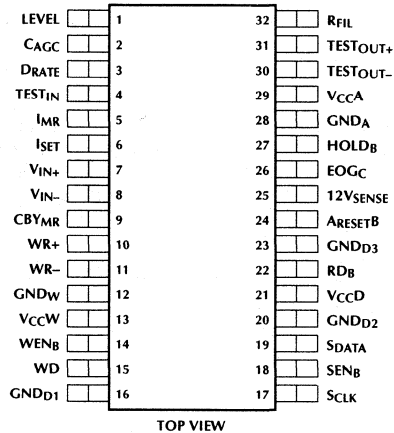 LEVEL 1 32 RFIL
CAGC 2 31 TESTOUT+
DRATE 3 30 TESTOUT–
TESTIN 4 29 VCCA
IMR 5 28 GNDA
ISET 6 27 HOLDB
VIN+ 7 26 EOGC
VIN– 8 25 12VSENSE
CBYMR 9 24 ARESETB
WR+ 10 23 GNDD3
WR– 11 22 RDB
GNDW 12 21 VCCD
VCCW 13 20 GNDD2
WENB 14 19 SDATA
WD 15 18 SENB
GNDD1 16 17 SCLK
TOP VIEW